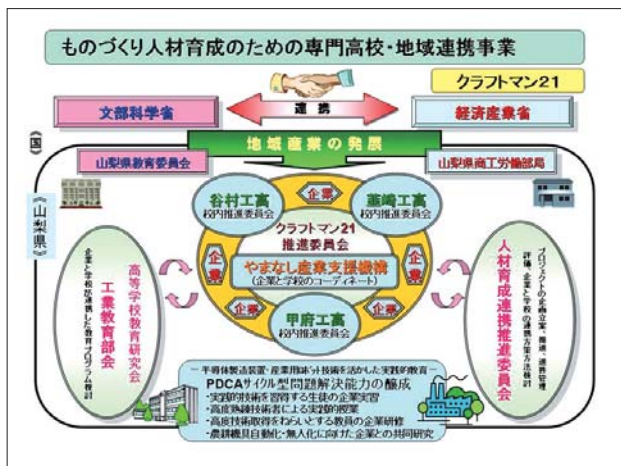 ものづくり人材育成のための専門高校・地域連携事業
クラフトマン21
文部科学省
連携
経済産業省
《国》
地域産業の発展
山梨県教育委員会
山梨県商工労働部局
《山梨県》
谷村工高
校内推進委員会
企業
韮崎工高
校内推進委員会
クラフトマン21
推進委員会
企業
企業
やまなし産業支援機構
(企業と学校のコーディネート)
企業
企業
甲府工高
校内推進委員会
高等学校教育研究会
工業教育部会
企業と学校が連携した教育プログラム検討
プロジェクトの企画立案、推進、進捗管理
評価、企業と学校の連携方策方法検討
人材育成連携推進委員会
―半導体製造装置・産業用ロボット技術を活かした実践的教育―
PDCAサイクル型問題解決能力の醸成
・実践的技術を習得する生徒の企業実習
・高度熟練技術者による実践的授業
・高度技術取得をねらいとする教員の企業研修
・農耕機具自動化・無人化に向けた企業との共同研究